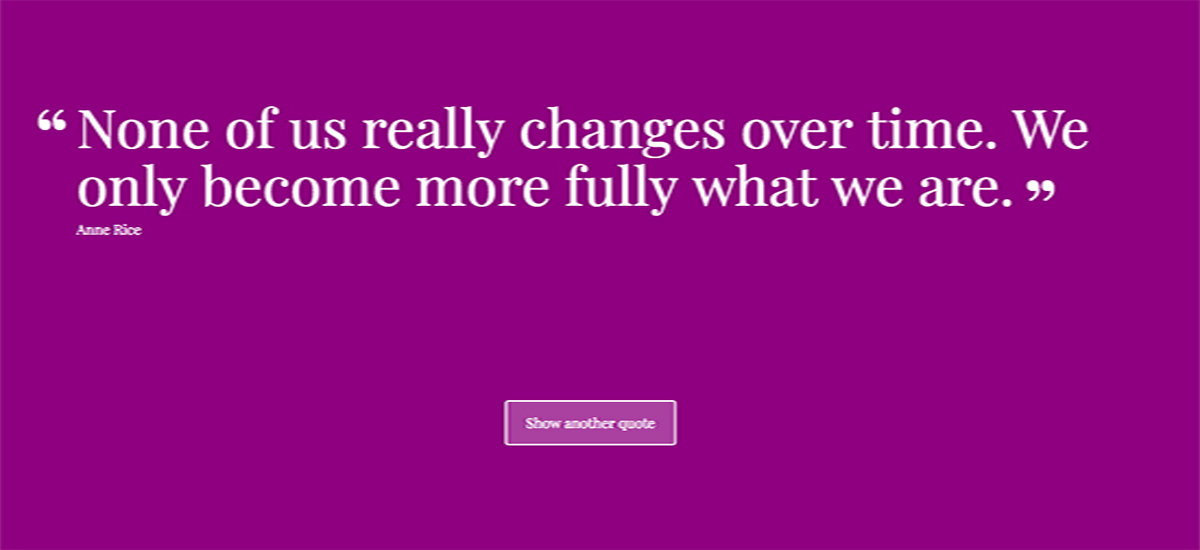 “ None of us really changes over time. We
only become more fully what we are. ”
Anne Rice
Show another quote